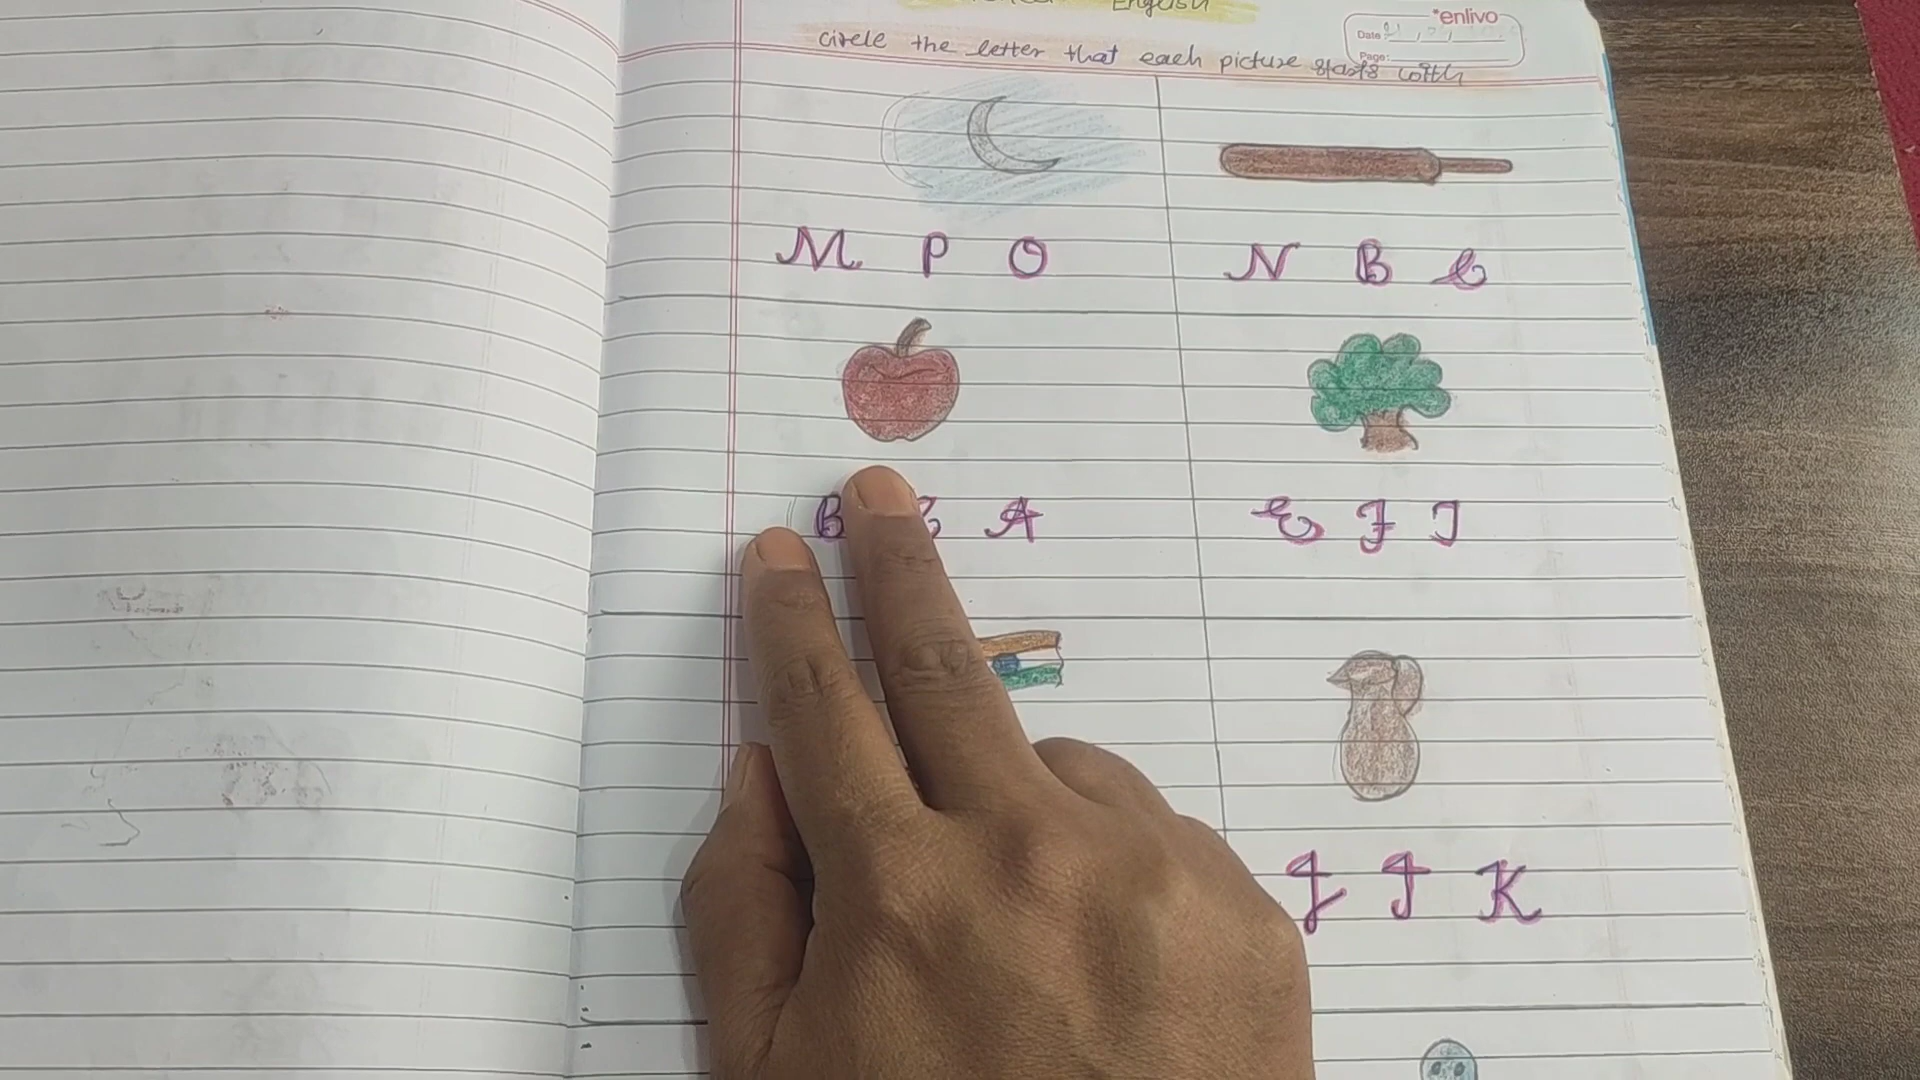 English
circle the letter that each picture starts with
*enlivo
Date:
Page:
M P O
N B C
B A
E F T
J I K